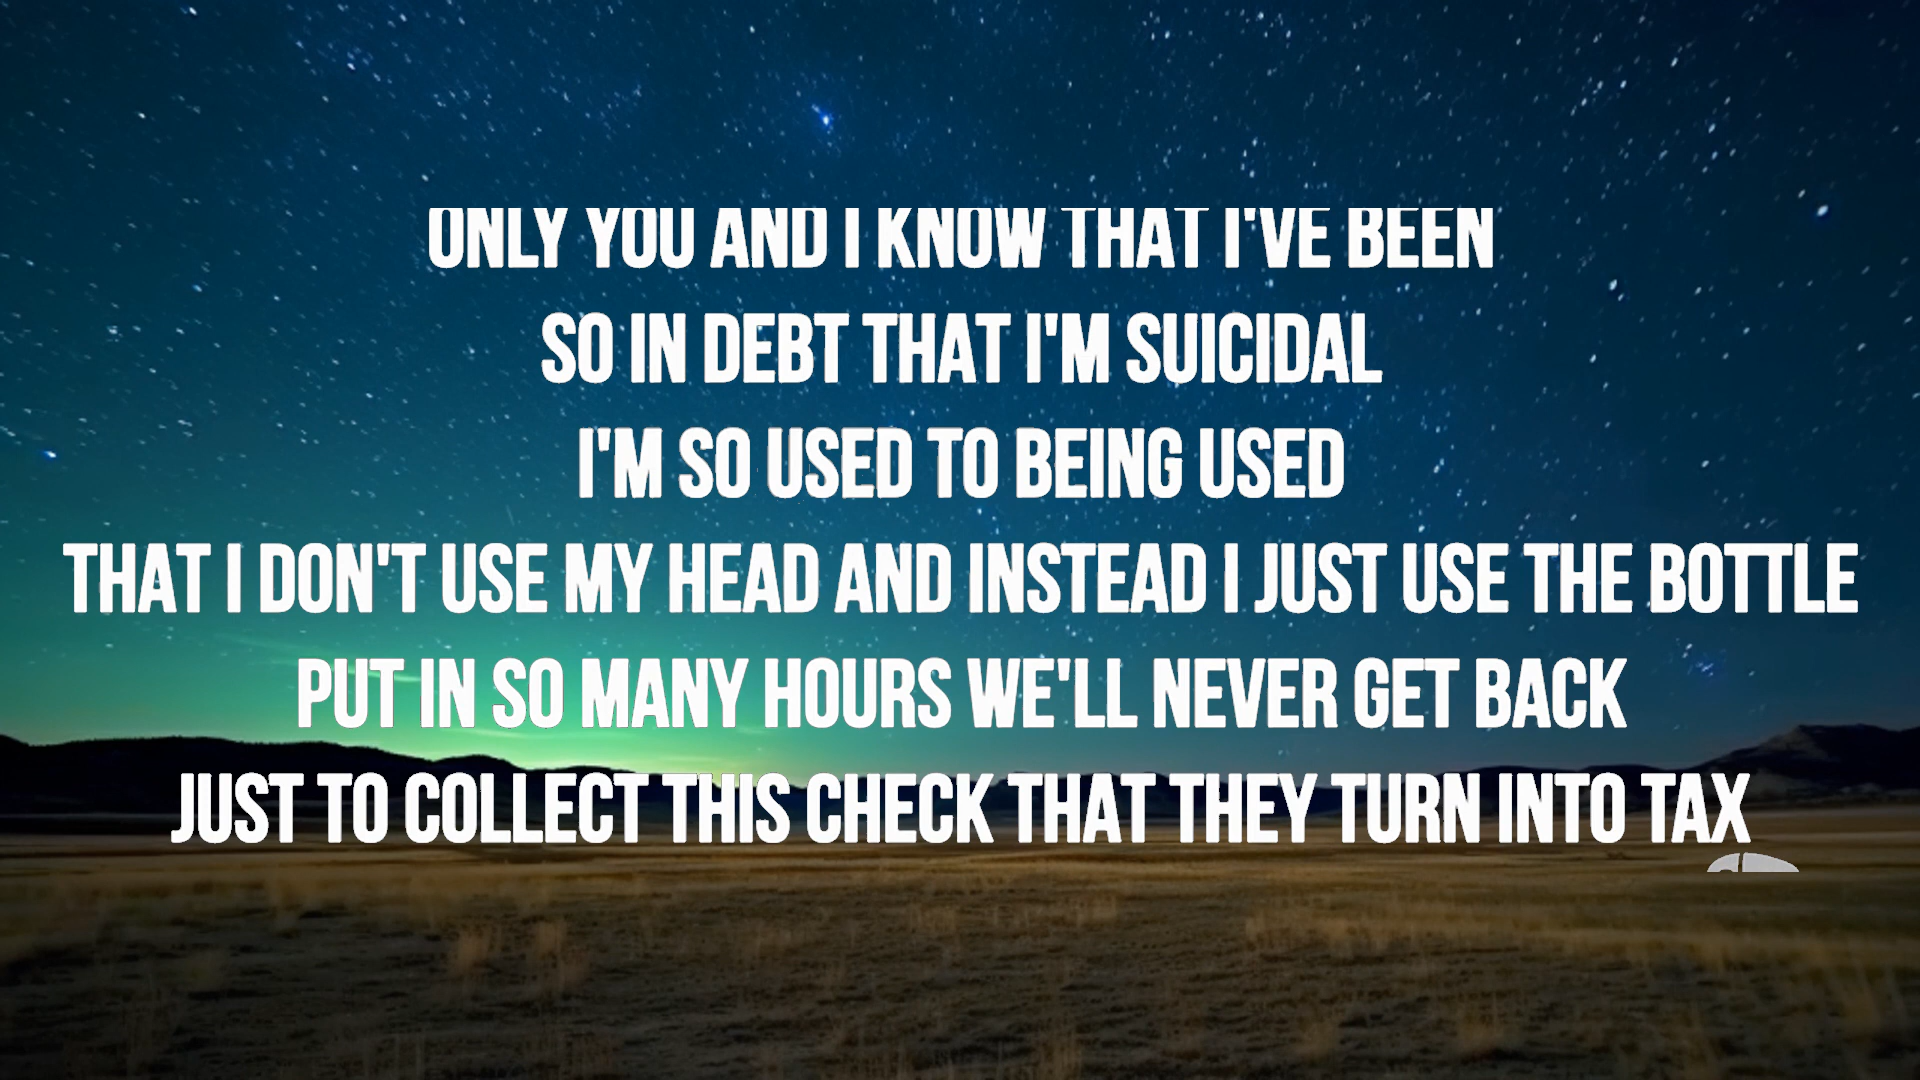 ONLY YOU AND I KNOW THAT I'VE BEEN
SO IN DEBT THAT I'M SUICIDAL
I'M SO USED TO BEING USED
THAT I DON'T USE MY HEAD AND INSTEAD I JUST USE THE BOTTLE
PUT IN SO MANY HOURS WE'LL NEVER GET BACK
JUST TO COLLECT THIS CHECK THAT THEY TURN INTO TAX